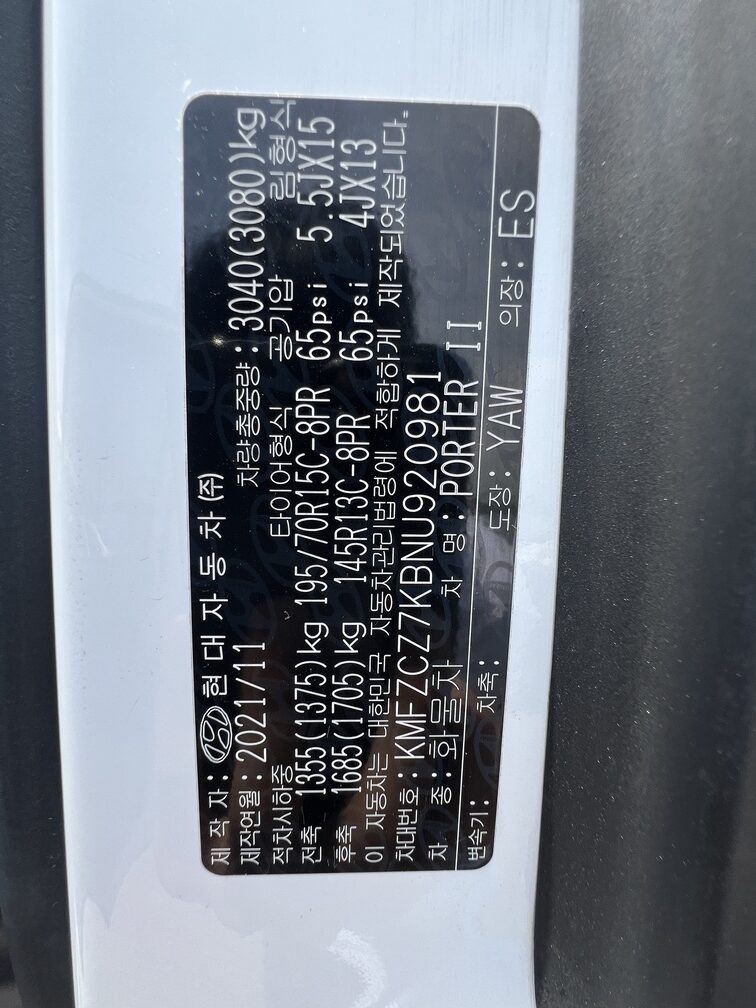 제 작 자 : 현 대 자 동 차 (주)
제작연월 : 2021/11 차량총중량 : 3040(3080)kg
적차시하중 타이어형식 공기압 림형식
전축 1355(1375)kg 195/70R15C-8PR 65psi 5.5JX15
후축 1685(1705)kg 145R13C-8PR 65psi 4JX13
이 자동차는 대한민국 자동차관리법령에 적합하게 제작되었습니다.
차대번호 : KMFZCZ7KBNU920981
차 종 : 화물차 차 명 : PORTER II
변속기 : 차축 : 도장 : YAW 의장 : ES